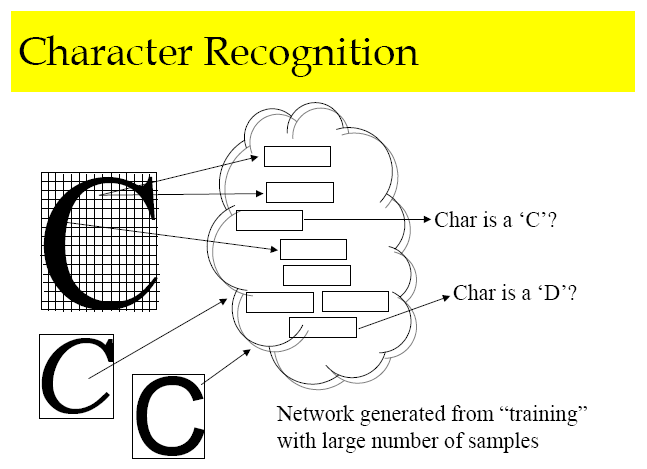 Character Recognition
C
Char is a ‘C’?
Char is a ‘D’?
C
C
Network generated from “training”
with large number of samples